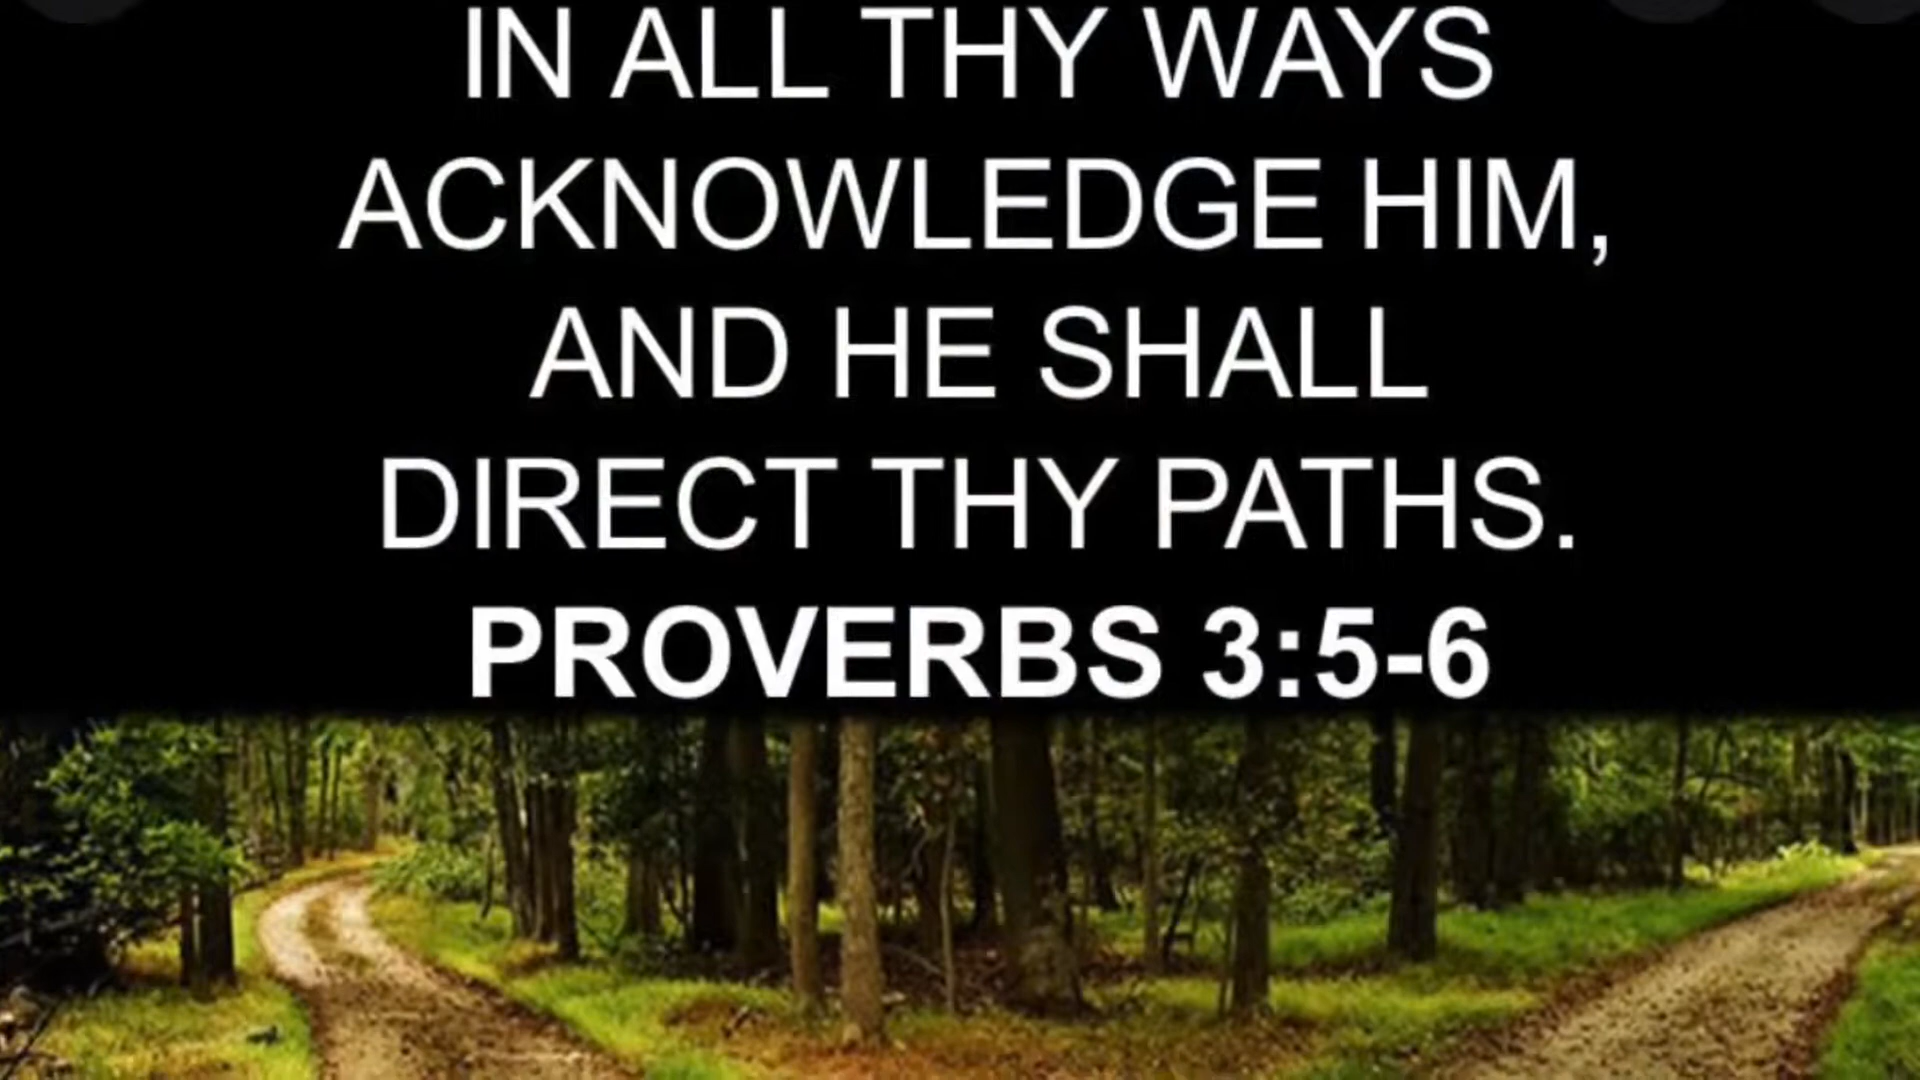 IN ALL THY WAYS
ACKNOWLEDGE HIM,
AND HE SHALL
DIRECT THY PATHS.
PROVERBS 3:5-6